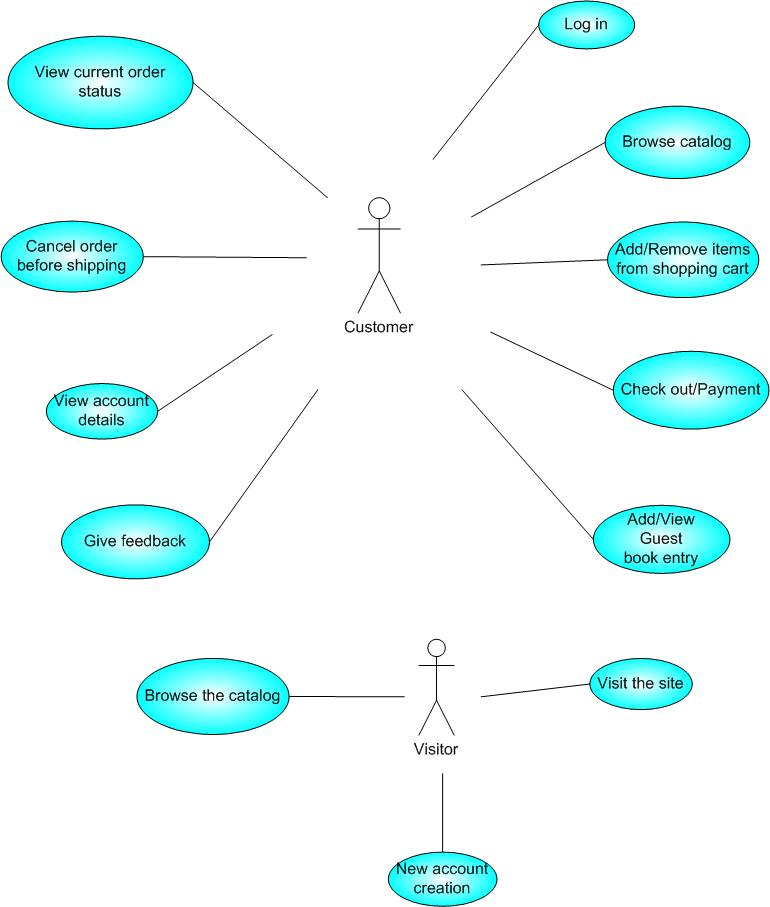 Log in
View current order
status
Browse catalog
Cancel order
before shipping
Add/Remove items
from shopping cart
Customer
View account
details
Check out/Payment
Give feedback
Add/View
Guest
book entry
Browse the catalog
Visit the site
Visitor
New account
creation